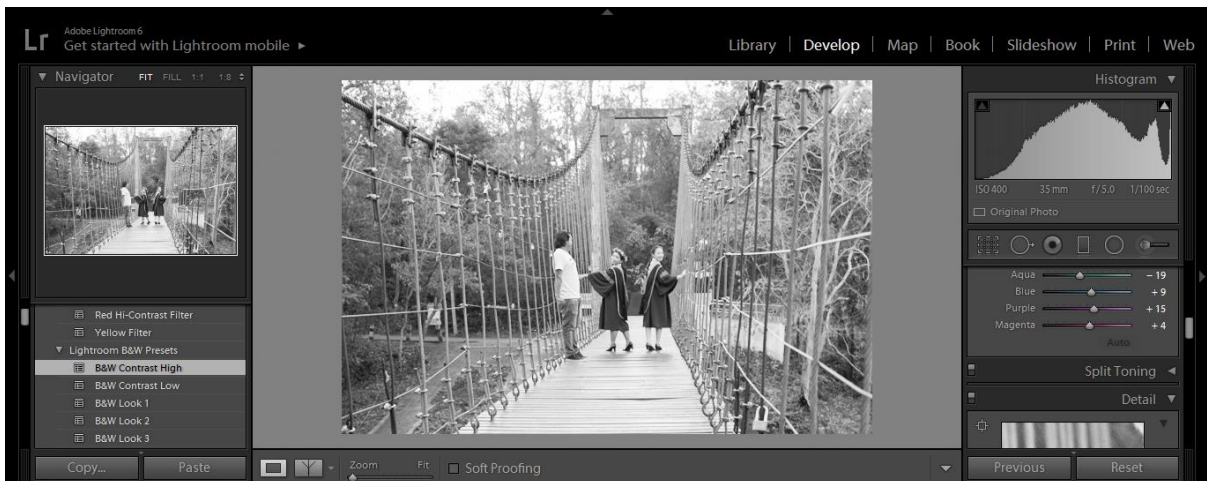 Lr
Adobe Lightroom 6
Get started with Lightroom mobile ▸
Library | Develop | Map | Book | Slideshow | Print | Web
Navigator FIT FILL 1:1 1:8
Red Hi-Contrast Filter
Yellow Filter
Lightroom B&W Presets
B&W Contrast High
B&W Contrast Low
B&W Look 1
B&W Look 2
B&W Look 3
Copy... Paste
Zoom Fit Soft Proofing
Histogram
ISO 400 35 mm f/5.0 1/100 sec
Original Photo
Aqua - 19
Blue + 9
Purple + 15
Magenta + 4
Auto
Split Toning
Detail
Previous Reset